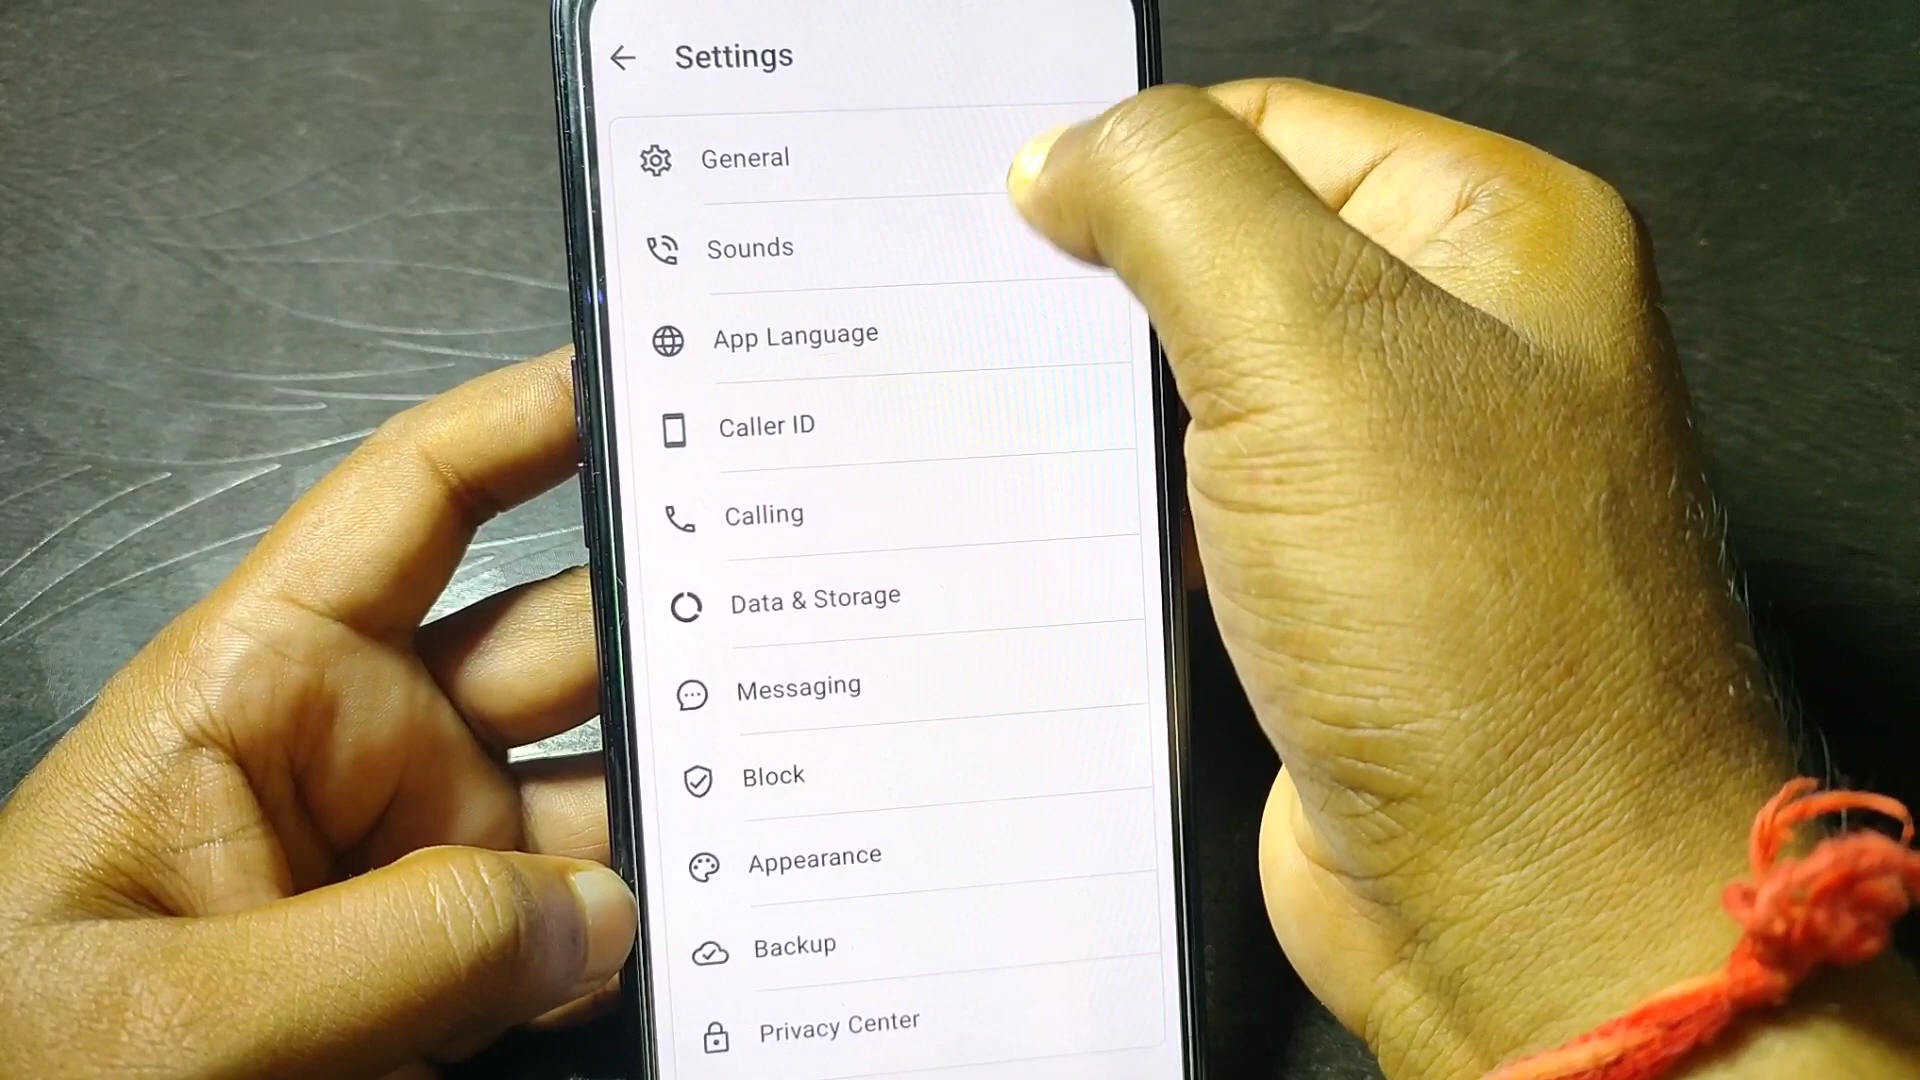 Settings
General
Sounds
App Language
Caller ID
Calling
Data & Storage
Messaging
Block
Appearance
Backup
Privacy Center